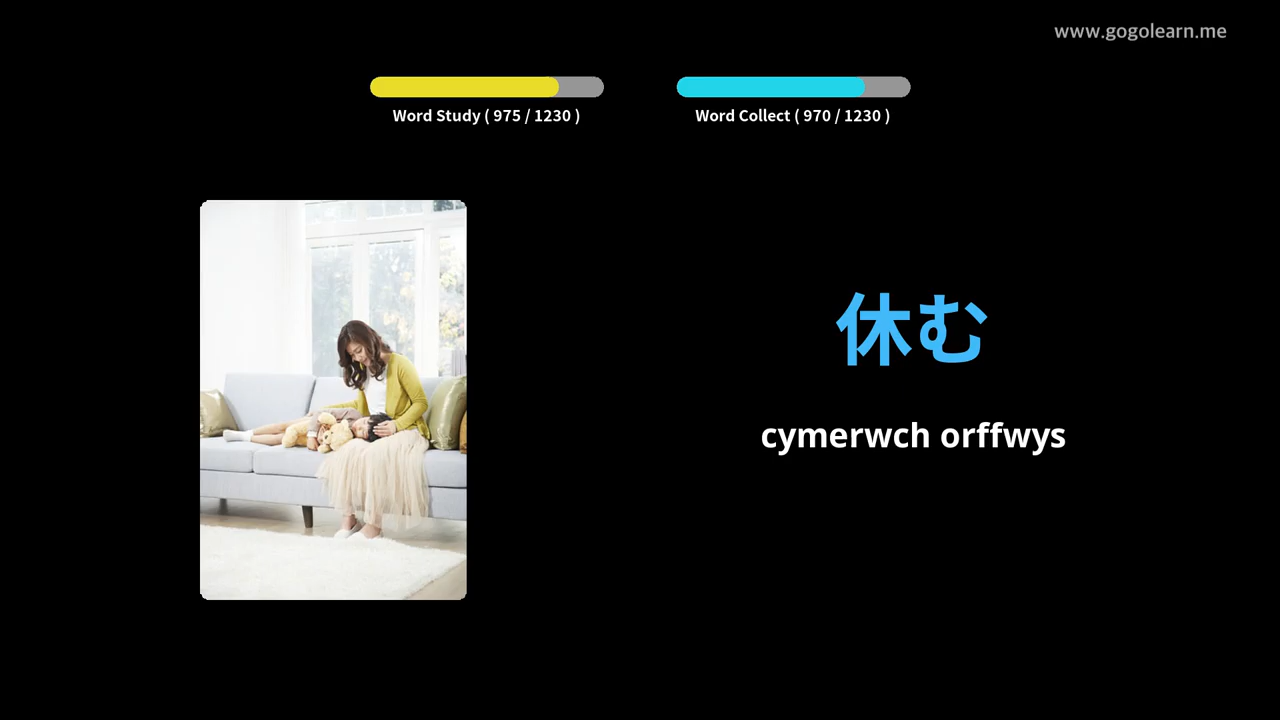 www.gogolearn.me
Word Study ( 975 / 1230 )
Word Collect ( 970 / 1230 )
休む
cymerwch orffwys